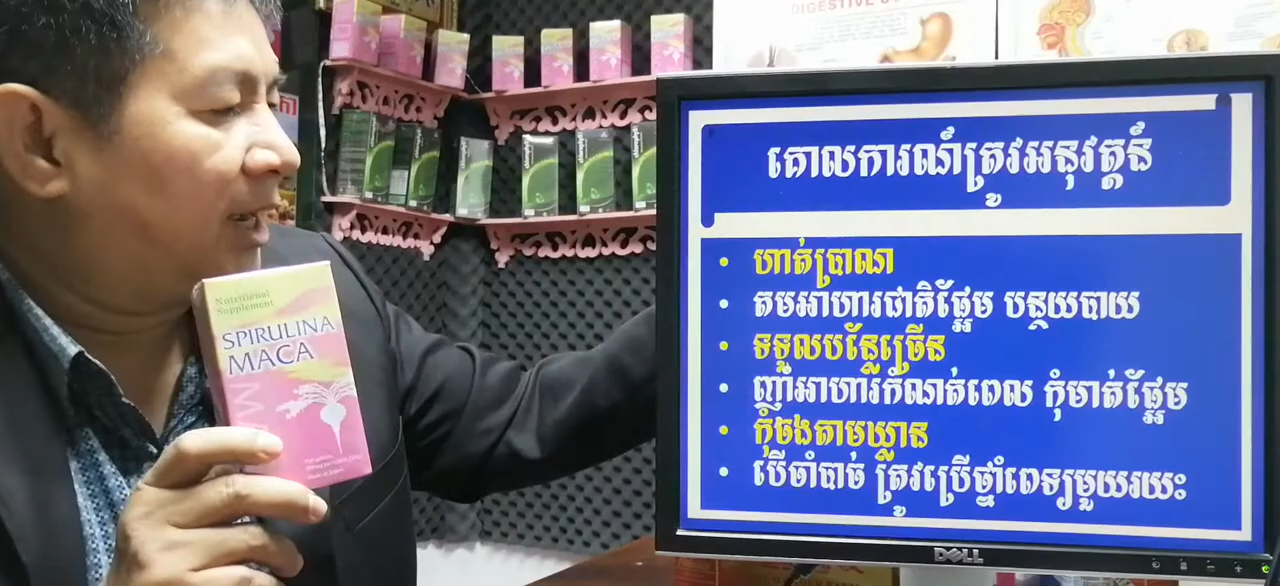 DIGESTIVE
គោលការណ៍ត្រូវអនុវត្តន៍
• ហាត់ប្រាណ
• តមអាហារជាតិផ្អែម បន្ថយបាយ
• ទទួលបន្លែច្រើន
• ញ៉ាំអាហារកំណត់ពេល កុំមាត់ផ្អែម
• កុំចងតាមឃ្លាន
• បើចាំបាច់ ត្រូវប្រើថ្នាំពេទ្យមួយរយៈ
DELL
Nutritional
Supplement
SPIRULINA
MACA